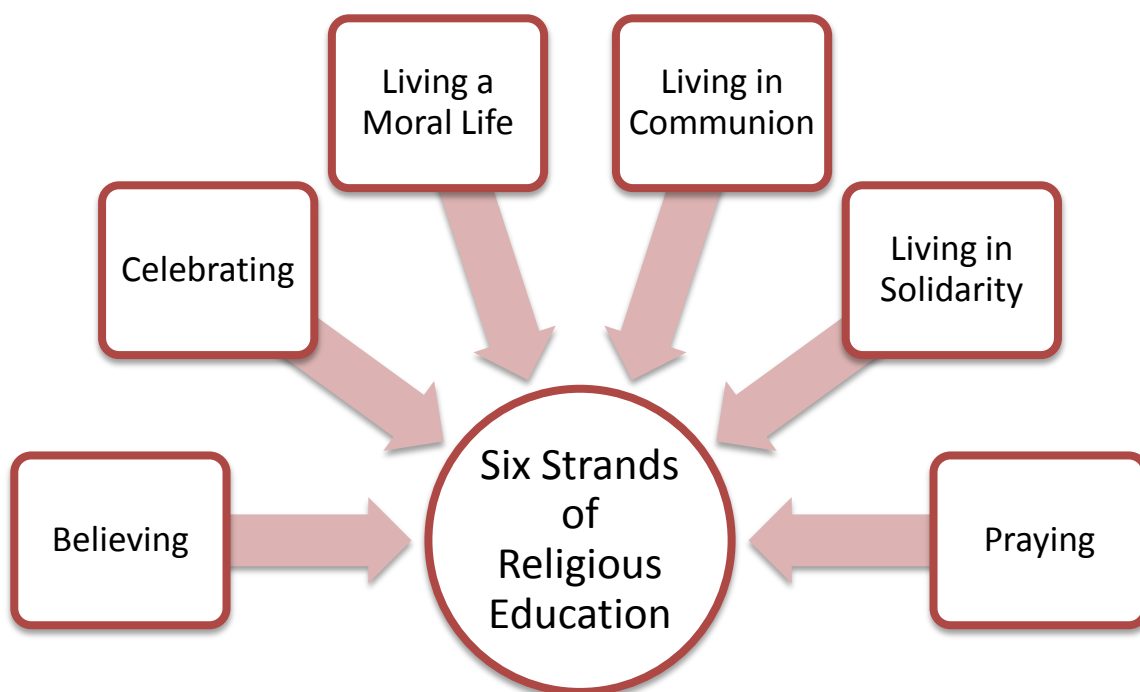 Living a
Moral Life
Living in
Communion
Celebrating
Living in
Solidarity
Believing
Six Strands
of
Religious
Education
Praying